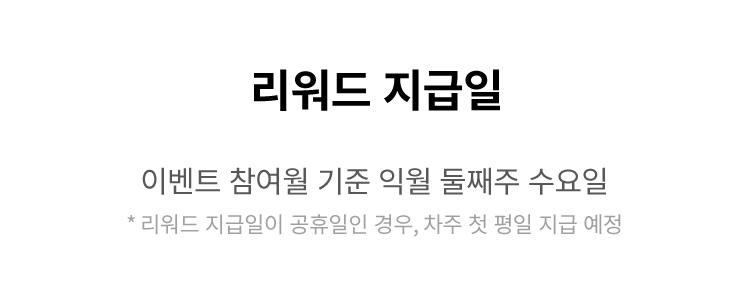 리워드 지급일
이벤트 참여월 기준 익월 둘째주 수요일
* 리워드 지급일이 공휴일인 경우, 차주 첫 평일 지급 예정